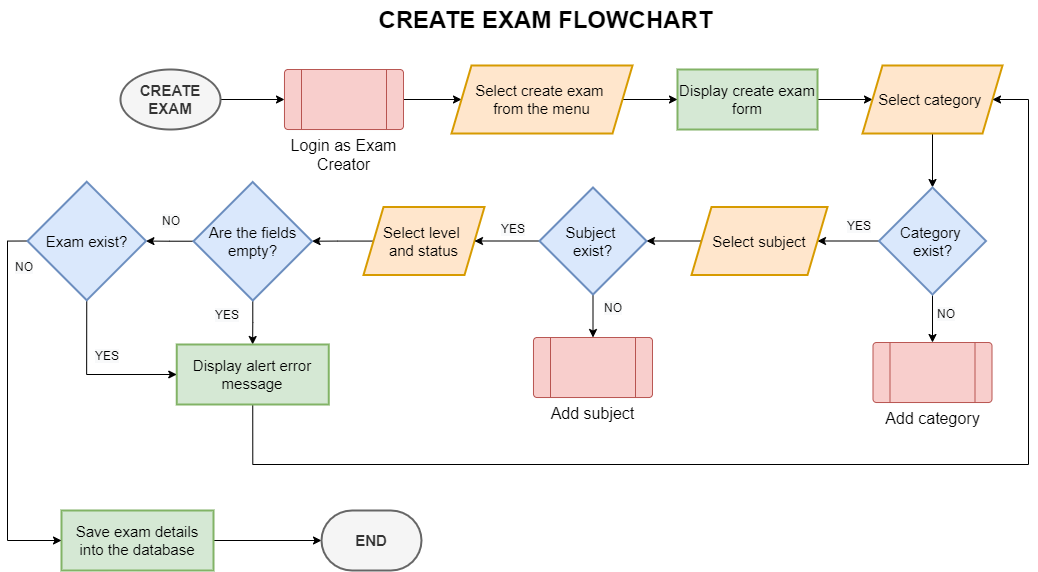 CREATE EXAM FLOWCHART
CREATE
EXAM
Login as Exam
Creator
Select create exam
from the menu
Display create exam
form
Select category
Category
exist?
YES
NO
Add category
Select subject
Subject
exist?
YES
NO
Add subject
Select level
and status
Are the fields
empty?
NO
YES
Exam exist?
NO
YES
Display alert error
message
Save exam details
into the database
END